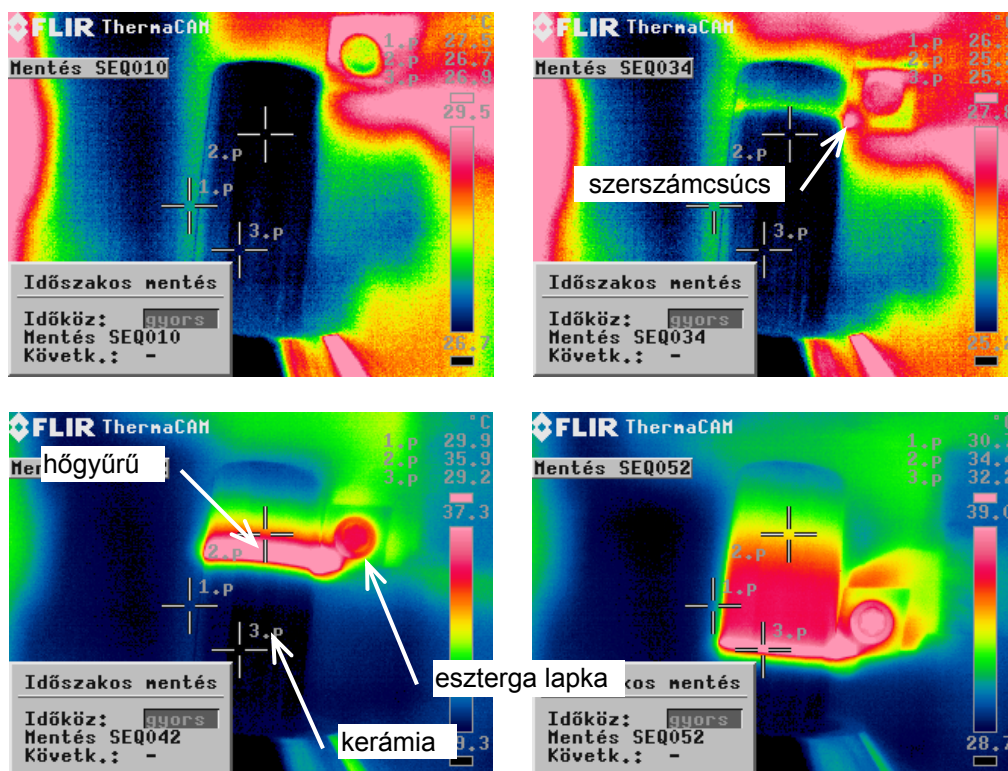 °C
FLIR ThermaCAM
1.p 27.5
2.p 26.7
3.p 26.9
Mentés SEQ010
29.5
2.p
1.p
3.p
Időszakos mentés
Időköz: gyors
Mentés SEQ010
Követk.: -
26.7
FLIR ThermaCAM
1.p
2.p
3.p
Mentés SEQ034
2.p
szerszámcsúcs
3.p
Időszakos mentés
Időköz: gyors
Mentés SEQ034
Követk.: -
°C
FLIR ThermaCAM
1.p 29.9
2.p 35.9
3.p 29.2
hőgyűrű
37.3
2.p
1.p
3.p
eszterga lapka
Időszakos mentés
Időköz: gyors
Mentés SEQ042
Követk.: -
kerámia
FLIR ThermaCAM
1.p
2.p
3.p
Mentés SEQ052
2.p
1.p
3.p
mentés
Időköz: gyors
Mentés SEQ052
Követk.: -